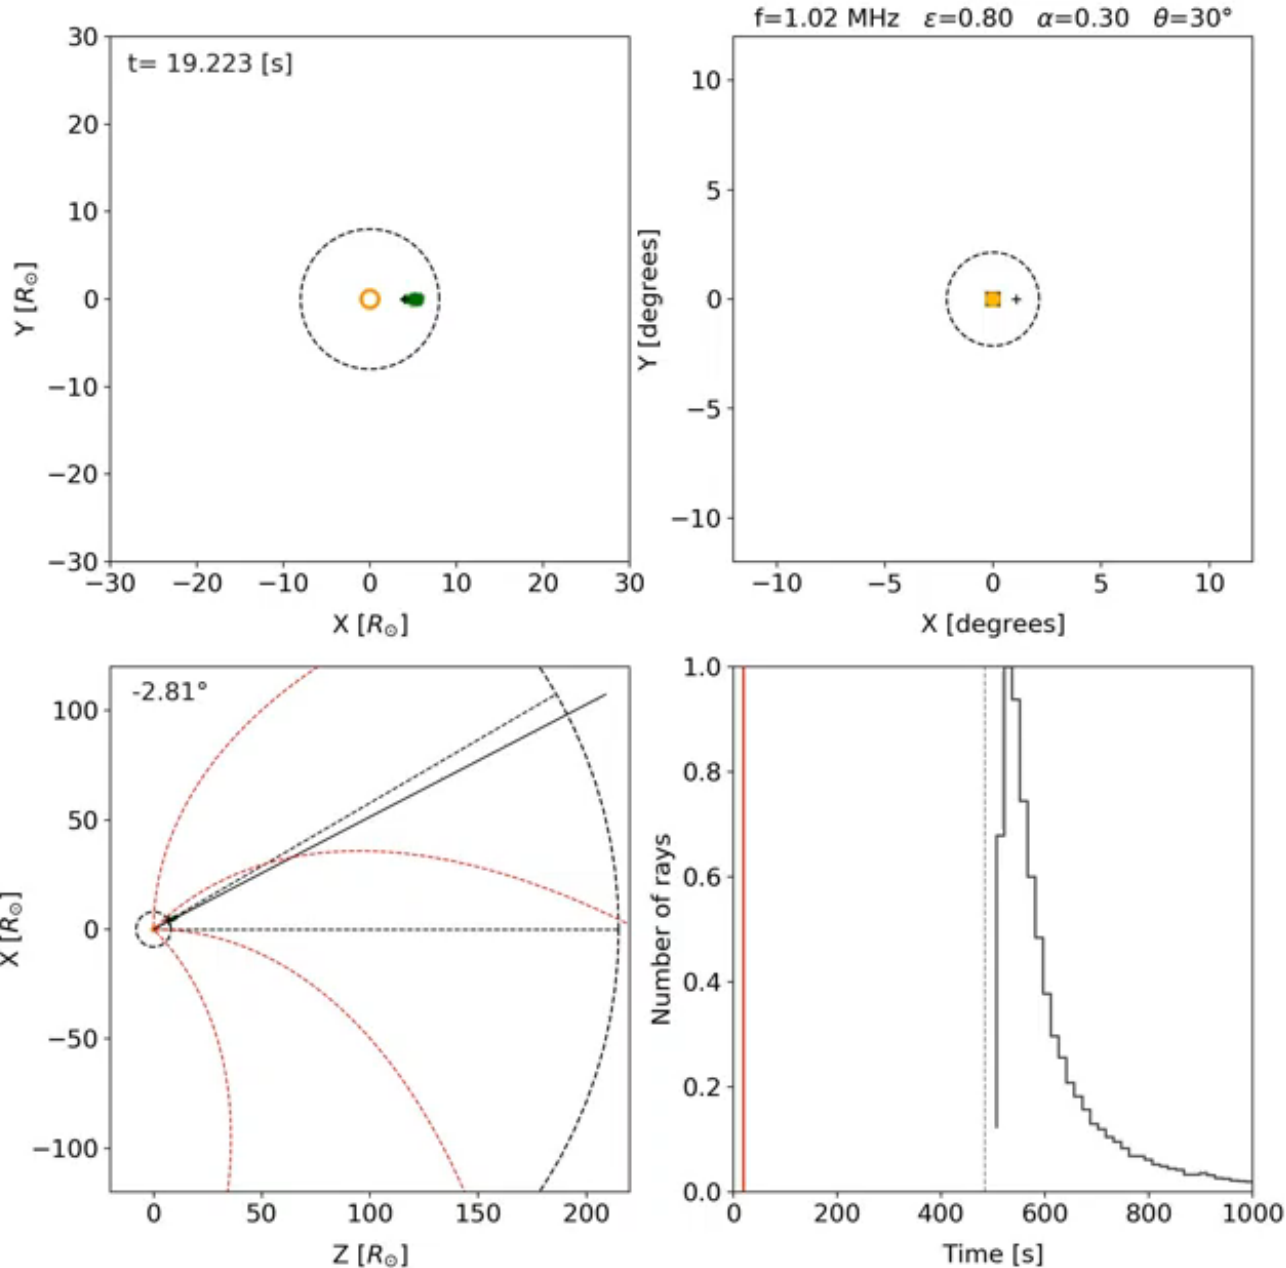 f=1.02 MHz ε=0.80 α=0.30 θ=30°
t= 19.223 [s]
30
20
10
0
−10
−20
−30
Y [R☉]
−30 −20 −10 0 10 20 30
X [R☉]
10
5
0
−5
−10
Y [degrees]
−10 −5 0 5 10
X [degrees]
-2.81°
100
50
0
−50
−100
X [R☉]
0 50 100 150 200
Z [R☉]
1.0
0.8
0.6
0.4
0.2
0.0
Number of rays
0 200 400 600 800 1000
Time [s]